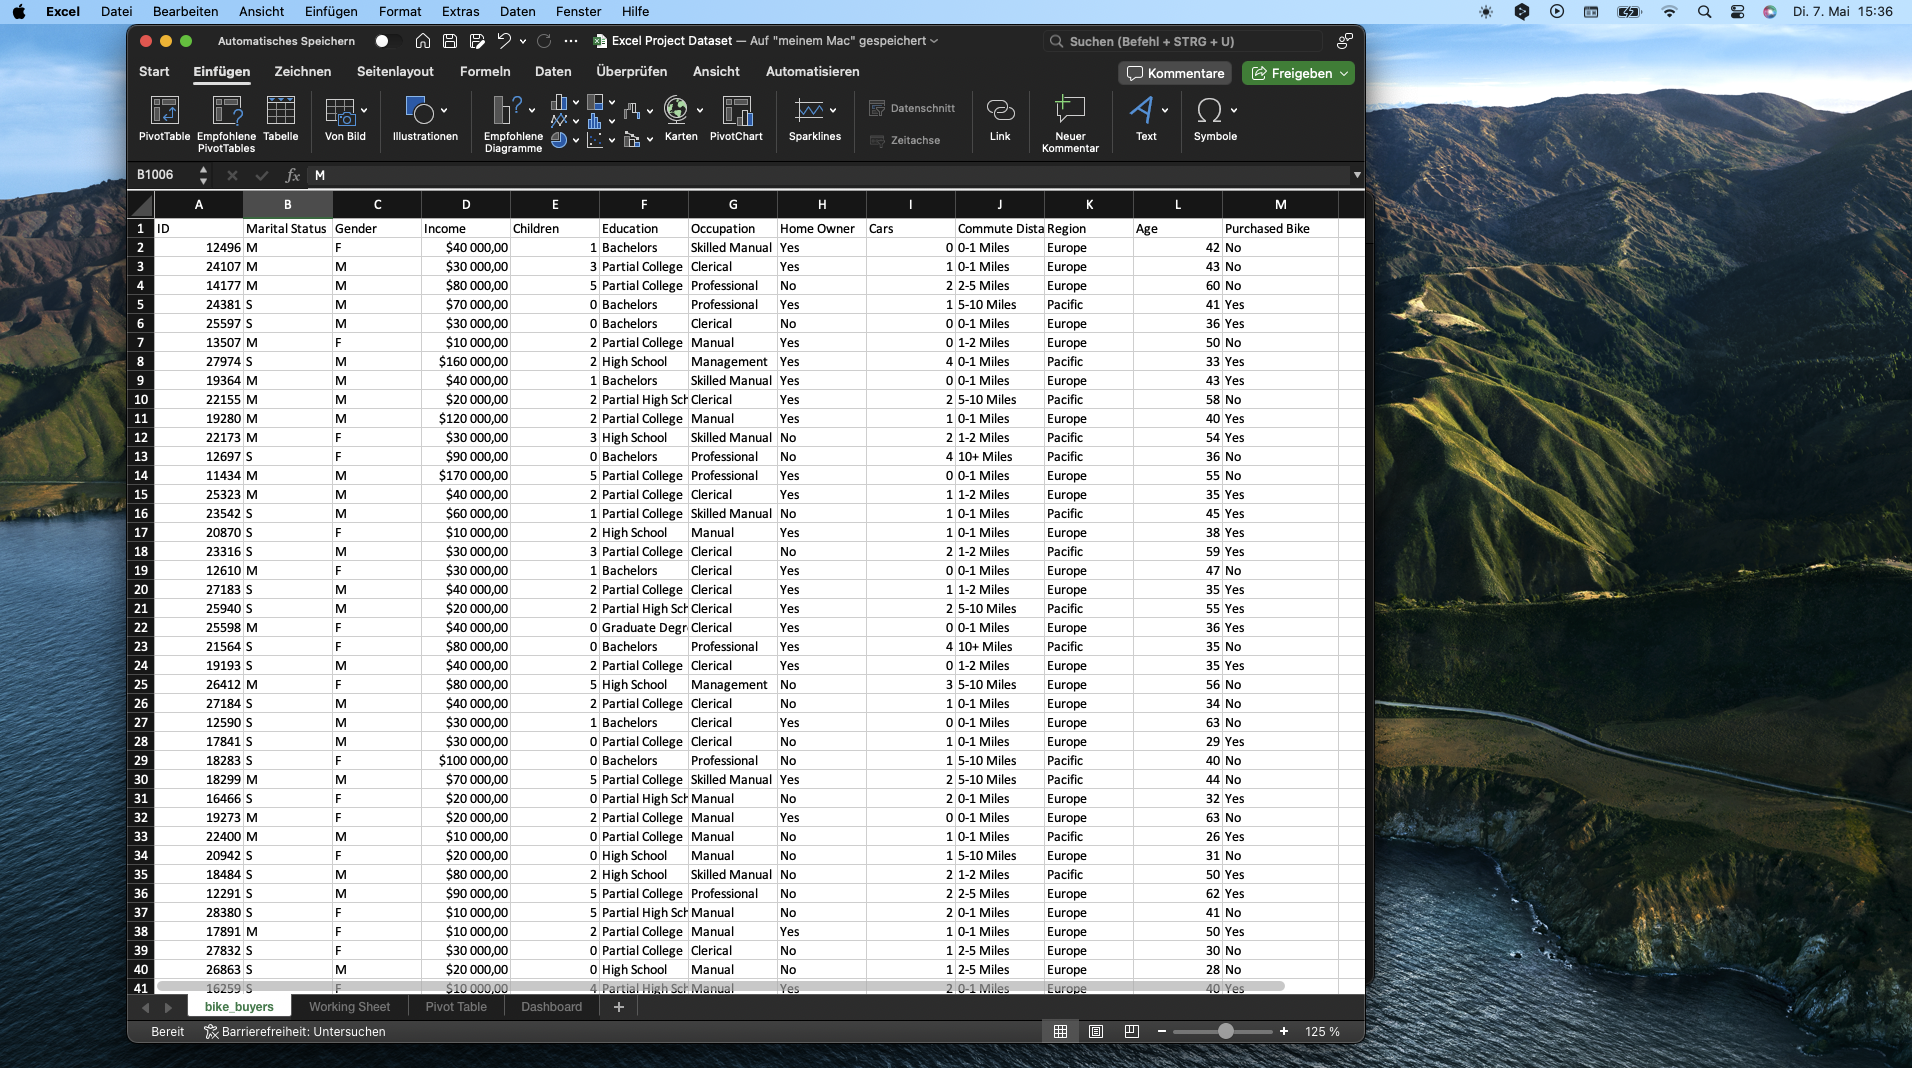 Excel Datei Bearbeiten Ansicht Einfügen Format Extras Daten Fenster Hilfe Di. 7. Mai 15:36
Automatisches Speichern Excel Project Dataset — Auf "meinem Mac" gespeichert Suchen (Befehl + STRG + U)
Start Einfügen Zeichnen Seitenlayout Formeln Daten Überprüfen Ansicht Automatisieren Kommentare Freigeben
PivotTable Empfohlene PivotTables Tabelle Von Bild Illustrationen Empfohlene Diagramme Karten PivotChart Sparklines Datenschnitt Zeitachse Link Neuer Kommentar Text Symbole
B1006 fx M
A B C D E F G H I J K L M
1 ID Marital Status Gender Income Children Education Occupation Home Owner Cars Commute Dista Region Age Purchased Bike
2 12496 M F $40 000,00 1 Bachelors Skilled Manual Yes 0 0-1 Miles Europe 42 No
3 24107 M M $30 000,00 3 Partial College Clerical Yes 1 0-1 Miles Europe 43 No
4 14177 M M $80 000,00 5 Partial College Professional No 2 2-5 Miles Europe 60 No
5 24381 S M $70 000,00 0 Bachelors Professional Yes 1 5-10 Miles Pacific 41 Yes
6 25597 S M $30 000,00 0 Bachelors Clerical No 0 0-1 Miles Europe 36 Yes
7 13507 M F $10 000,00 2 Partial College Manual Yes 0 1-2 Miles Europe 50 No
8 27974 S M $160 000,00 2 High School Management Yes 4 0-1 Miles Pacific 33 Yes
9 19364 M M $40 000,00 1 Bachelors Skilled Manual Yes 0 0-1 Miles Europe 43 Yes
10 22155 M M $20 000,00 2 Partial High Sch Clerical Yes 2 5-10 Miles Pacific 58 No
11 19280 M M $120 000,00 2 Partial College Manual Yes 1 0-1 Miles Europe 40 Yes
12 22173 M F $30 000,00 3 High School Skilled Manual No 2 1-2 Miles Pacific 54 Yes
13 12697 S F $90 000,00 0 Bachelors Professional No 4 10+ Miles Pacific 36 No
14 11434 M M $170 000,00 5 Partial College Professional Yes 0 0-1 Miles Europe 55 No
15 25323 M M $40 000,00 2 Partial College Clerical Yes 1 1-2 Miles Europe 35 Yes
16 23542 S M $60 000,00 1 Partial College Skilled Manual No 1 0-1 Miles Pacific 45 Yes
17 20870 S F $10 000,00 2 High School Manual Yes 1 0-1 Miles Europe 38 Yes
18 23316 S M $30 000,00 3 Partial College Clerical No 2 1-2 Miles Pacific 59 Yes
19 12610 M F $30 000,00 1 Bachelors Clerical Yes 0 0-1 Miles Europe 47 No
20 27183 S M $40 000,00 2 Partial College Clerical Yes 1 1-2 Miles Europe 35 Yes
21 25940 S M $20 000,00 2 Partial High Sch Clerical Yes 2 5-10 Miles Pacific 55 Yes
22 25598 M F $40 000,00 0 Graduate Degr Clerical Yes 0 0-1 Miles Europe 36 Yes
23 21564 S F $80 000,00 0 Bachelors Professional Yes 4 10+ Miles Pacific 35 No
24 19193 S M $40 000,00 2 Partial College Clerical Yes 0 1-2 Miles Europe 35 Yes
25 26412 M F $80 000,00 5 High School Management No 3 5-10 Miles Europe 56 No
26 27184 S M $40 000,00 2 Partial College Clerical No 1 0-1 Miles Europe 34 No
27 12590 S M $30 000,00 1 Bachelors Clerical Yes 0 0-1 Miles Europe 63 No
28 17841 S M $30 000,00 0 Partial College Clerical No 1 0-1 Miles Europe 29 Yes
29 18283 S F $100 000,00 0 Bachelors Professional No 1 5-10 Miles Pacific 40 No
30 18299 M M $70 000,00 5 Partial College Skilled Manual Yes 2 5-10 Miles Pacific 44 No
31 16466 S F $20 000,00 0 Partial High Sch Manual No 2 0-1 Miles Europe 32 Yes
32 19273 M F $20 000,00 2 Partial College Manual Yes 0 0-1 Miles Europe 63 No
33 22400 M M $10 000,00 0 Partial College Manual No 1 0-1 Miles Pacific 26 Yes
34 20942 S F $20 000,00 0 High School Manual No 1 5-10 Miles Europe 31 No
35 18484 S M $80 000,00 2 High School Skilled Manual No 2 1-2 Miles Pacific 50 Yes
36 12291 S M $90 000,00 5 Partial College Professional No 2 2-5 Miles Europe 62 Yes
37 28380 S F $10 000,00 5 Partial High Sch Manual No 2 0-1 Miles Europe 41 No
38 17891 M F $10 000,00 2 Partial College Manual Yes 1 0-1 Miles Europe 50 Yes
39 27832 S F $30 000,00 0 Partial College Clerical No 1 2-5 Miles Europe 30 No
40 26863 S M $20 000,00 0 High School Manual No 1 2-5 Miles Europe 28 No
41 16259 S F $10 000,00 4 Partial High Sch Manual Yes 2 0-1 Miles Europe 40 Yes
bike_buyers Working Sheet Pivot Table Dashboard +
Bereit Barrierefreiheit: Untersuchen 125 %